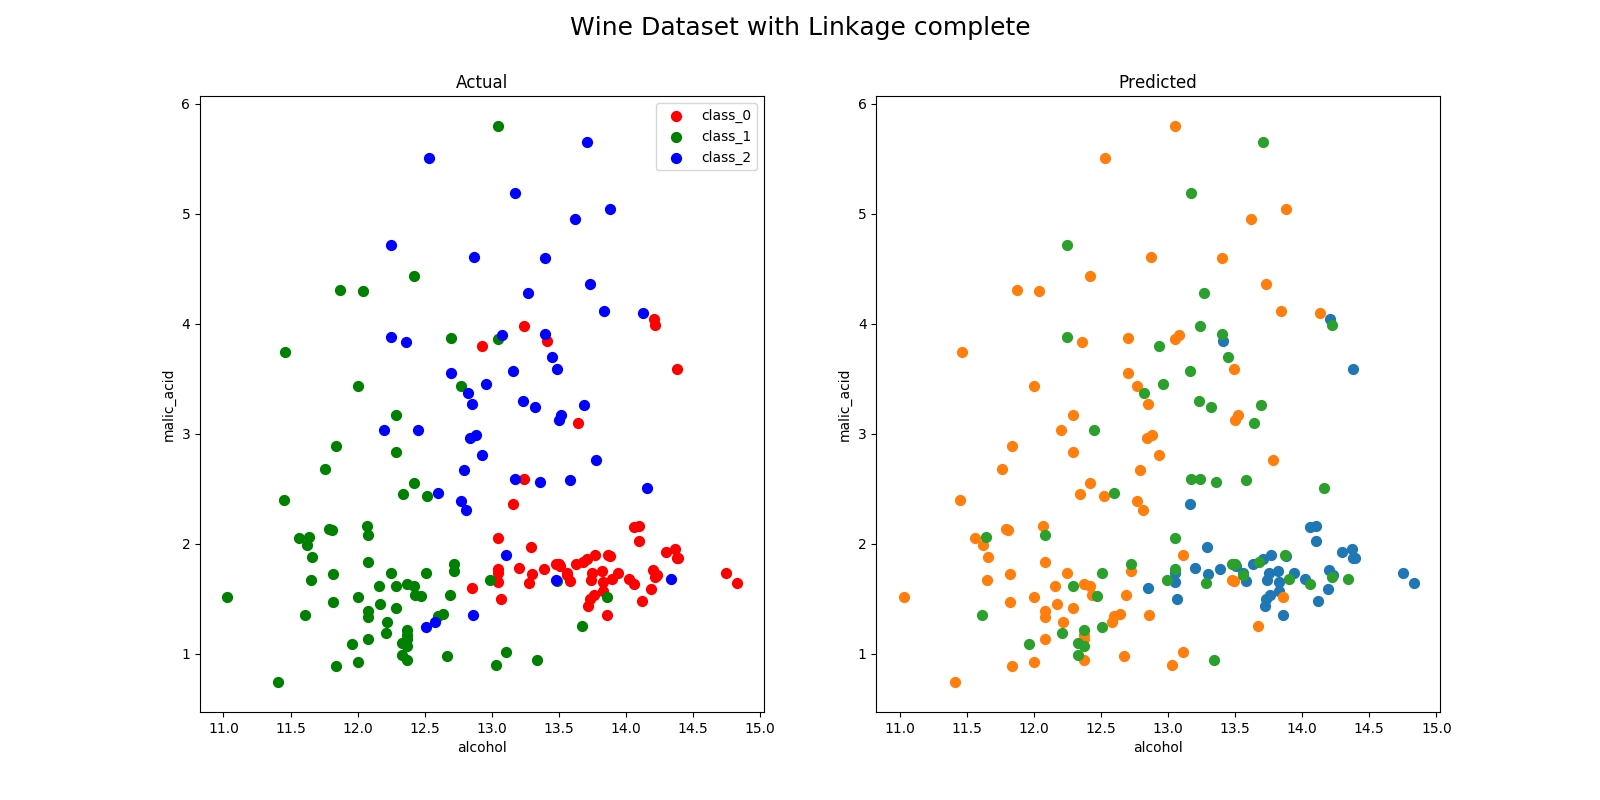 Wine Dataset with Linkage complete
Actual
class_0
class_1
class_2
6
5
4
3
2
1
malic_acid
11.0 11.5 12.0 12.5 13.0 13.5 14.0 14.5 15.0
alcohol
Predicted
6
5
4
3
2
1
malic_acid
11.0 11.5 12.0 12.5 13.0 13.5 14.0 14.5 15.0
alcohol